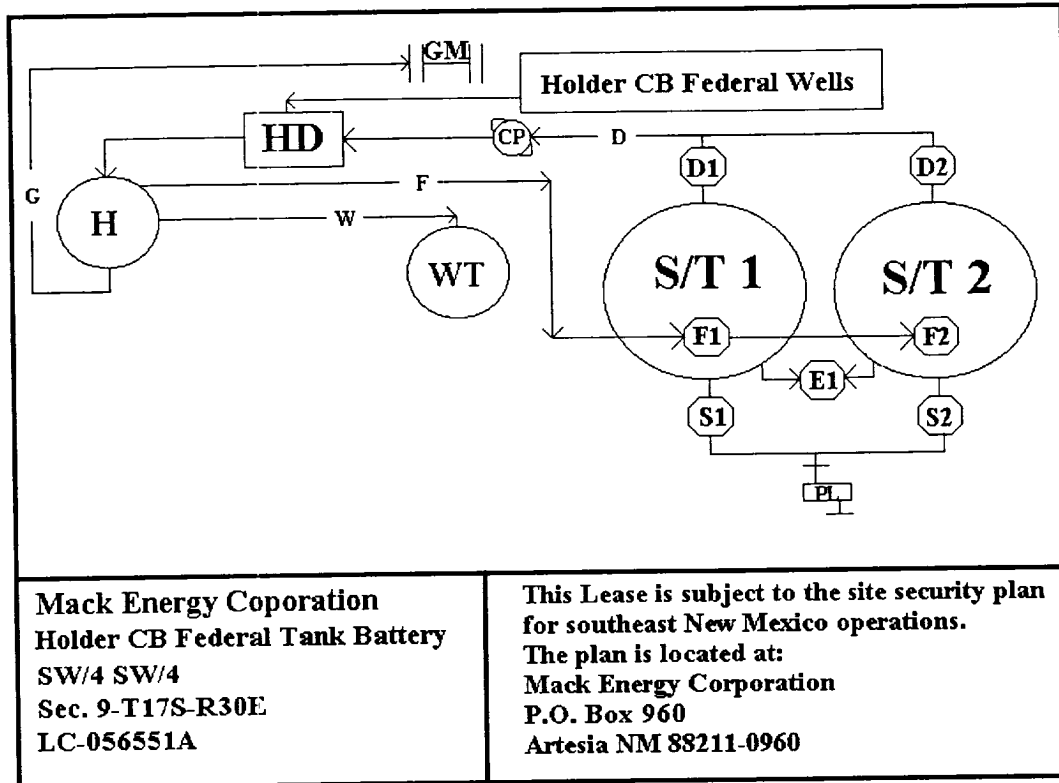 GM
Holder CB Federal Wells
HD
CP
D
D1
D2
G
F
H
W
WT
S/T 1
S/T 2
F1
F2
E1
S1
S2
PL
Mack Energy Coporation
Holder CB Federal Tank Battery
SW/4 SW/4
Sec. 9-T17S-R30E
LC-056551A
This Lease is subject to the site security plan
for southeast New Mexico operations.
The plan is located at:
Mack Energy Corporation
P.O. Box 960
Artesia NM 88211-0960